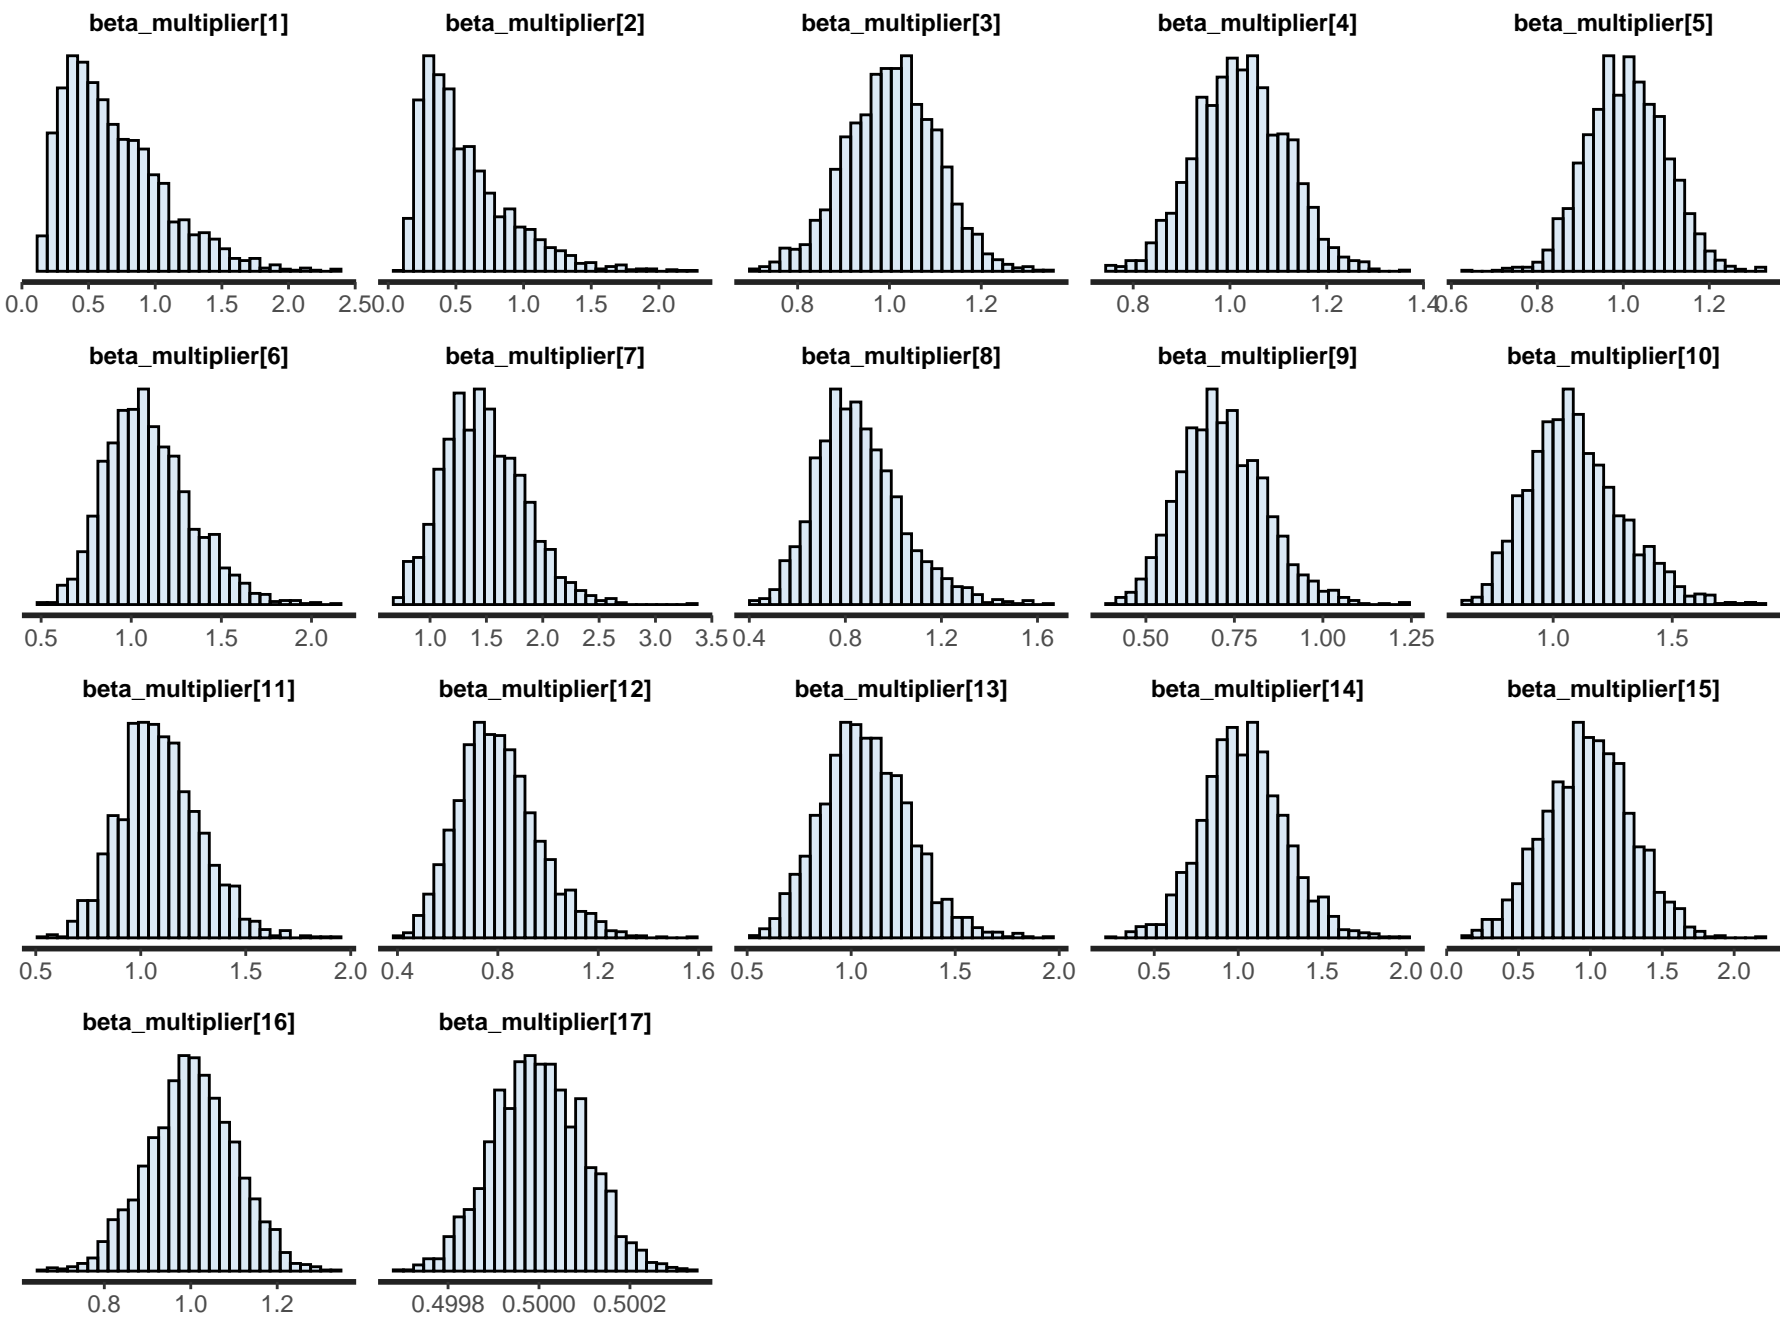 beta_multiplier[1] beta_multiplier[2] beta_multiplier[3] beta_multiplier[4] beta_multiplier[5]
0.0 0.5 1.0 1.5 2.0 2.5 0.0 0.5 1.0 1.5 2.0 0.8 1.0 1.2 0.8 1.0 1.2 1.4 0.6 0.8 1.0 1.2
beta_multiplier[6] beta_multiplier[7] beta_multiplier[8] beta_multiplier[9] beta_multiplier[10]
0.5 1.0 1.5 2.0 1.0 1.5 2.0 2.5 3.0 3.5 0.4 0.8 1.2 1.6 0.50 0.75 1.00 1.25 1.0 1.5
beta_multiplier[11] beta_multiplier[12] beta_multiplier[13] beta_multiplier[14] beta_multiplier[15]
0.5 1.0 1.5 2.0 0.4 0.8 1.2 1.6 0.5 1.0 1.5 2.0 0.5 1.0 1.5 2.0 0.0 0.5 1.0 1.5 2.0
beta_multiplier[16] beta_multiplier[17]
0.8 1.0 1.2 0.4998 0.5000 0.5002